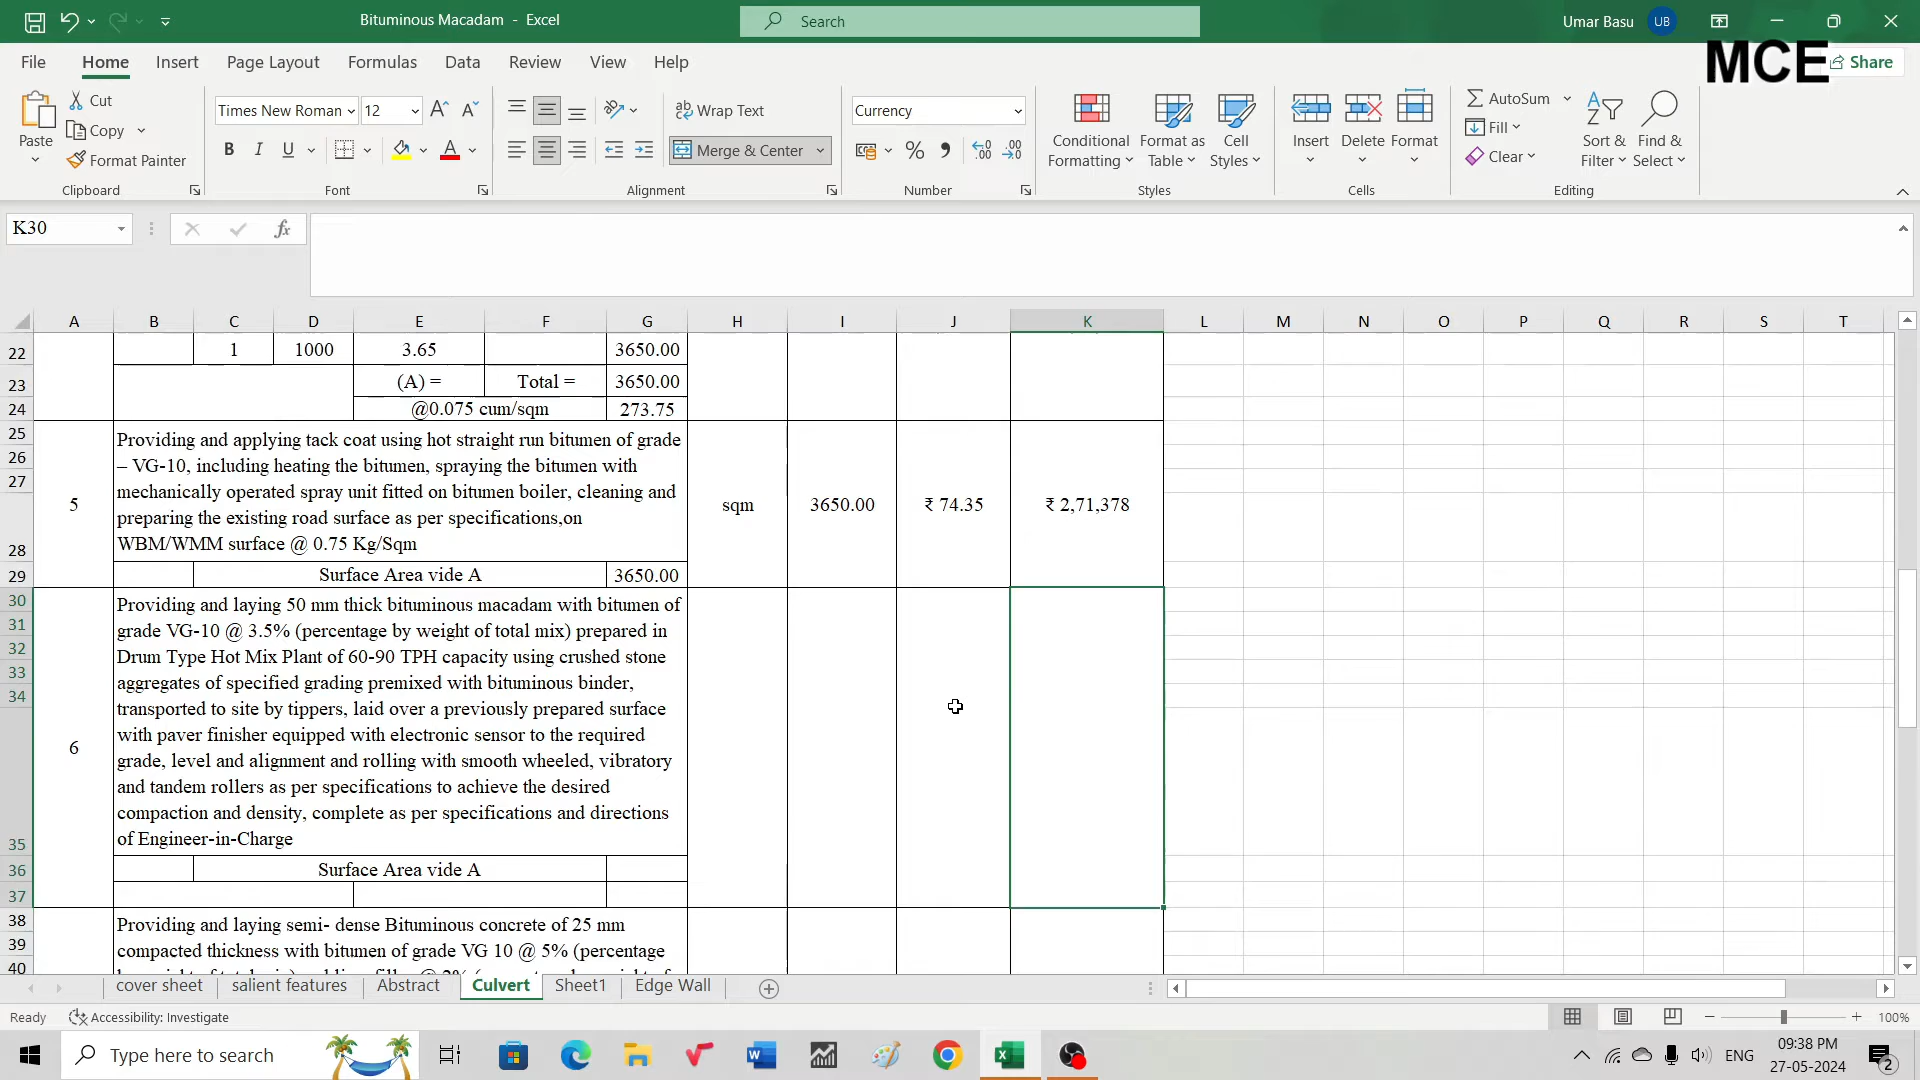 Bituminous Macadam - Excel
Search
Umar Basu UB
MCE
File Home Insert Page Layout Formulas Data Review View Help
Share
Paste
Cut
Copy
Format Painter
Clipboard
Times New Roman 12
B I U
Font
Wrap Text
Merge & Center
Alignment
Currency
Number
Conditional Formatting
Format as Table
Cell Styles
Styles
Insert Delete Format
Cells
AutoSum
Fill
Clear
Sort & Filter
Find & Select
Editing
K30
fx
A B C D E F G H I J K L M N O P Q R S T
22 1 1000 3.65 3650.00
23 (A) = Total = 3650.00
24 @0.075 cum/sqm 273.75
25
26
27
28
5
Providing and applying tack coat using hot straight run bitumen of grade
– VG-10, including heating the bitumen, spraying the bitumen with
mechanically operated spray unit fitted on bitumen boiler, cleaning and
preparing the existing road surface as per specifications,on
WBM/WMM surface @ 0.75 Kg/Sqm
sqm 3650.00 ₹ 74.35 ₹ 2,71,378
29 Surface Area vide A 3650.00
30
31
32
33
34
35
6
Providing and laying 50 mm thick bituminous macadam with bitumen of
grade VG-10 @ 3.5% (percentage by weight of total mix) prepared in
Drum Type Hot Mix Plant of 60-90 TPH capacity using crushed stone
aggregates of specified grading premixed with bituminous binder,
transported to site by tippers, laid over a previously prepared surface
with paver finisher equipped with electronic sensor to the required
grade, level and alignment and rolling with smooth wheeled, vibratory
and tandem rollers as per specifications to achieve the desired
compaction and density, complete as per specifications and directions
of Engineer-in-Charge
36 Surface Area vide A
37
38
39
40
Providing and laying semi- dense Bituminous concrete of 25 mm
compacted thickness with bitumen of grade VG 10 @ 5% (percentage
cover sheet salient features Abstract Culvert Sheet1 Edge Wall
Ready Accessibility: Investigate
100%
Type here to search
ENG
09:38 PM
27-05-2024
2